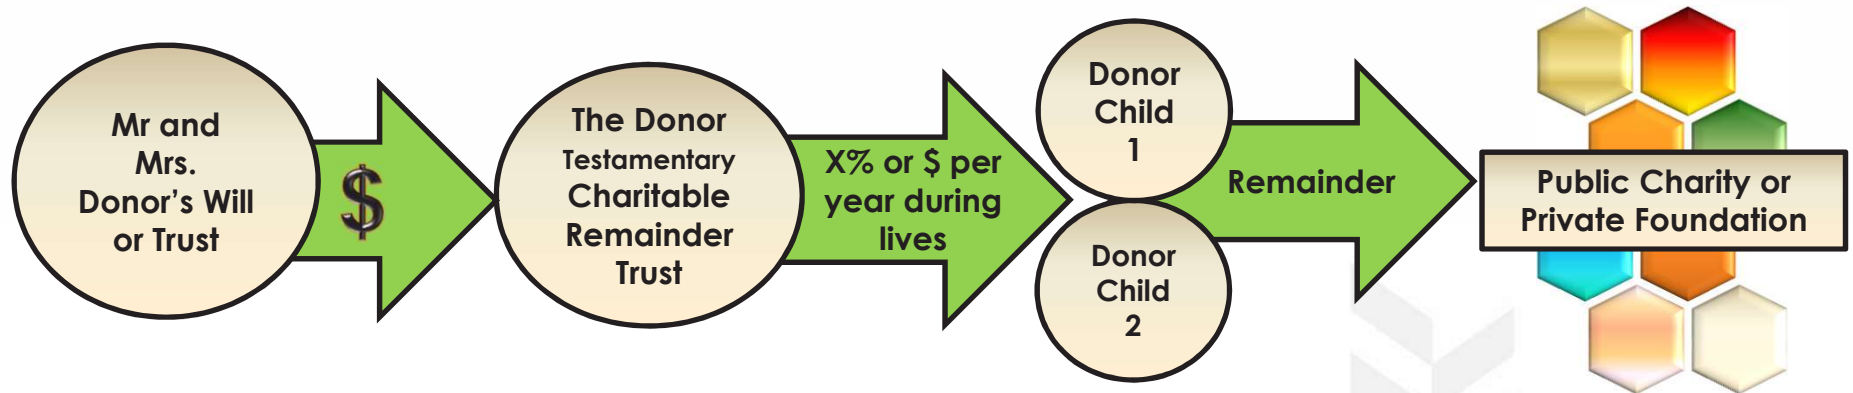 Mr and
Mrs.
Donor's Will
or Trust
$
The Donor
Testamentary
Charitable
Remainder
Trust
X% or $ per
year during
lives
Donor
Child
1
Donor
Child
2
Remainder
Public Charity or
Private Foundation